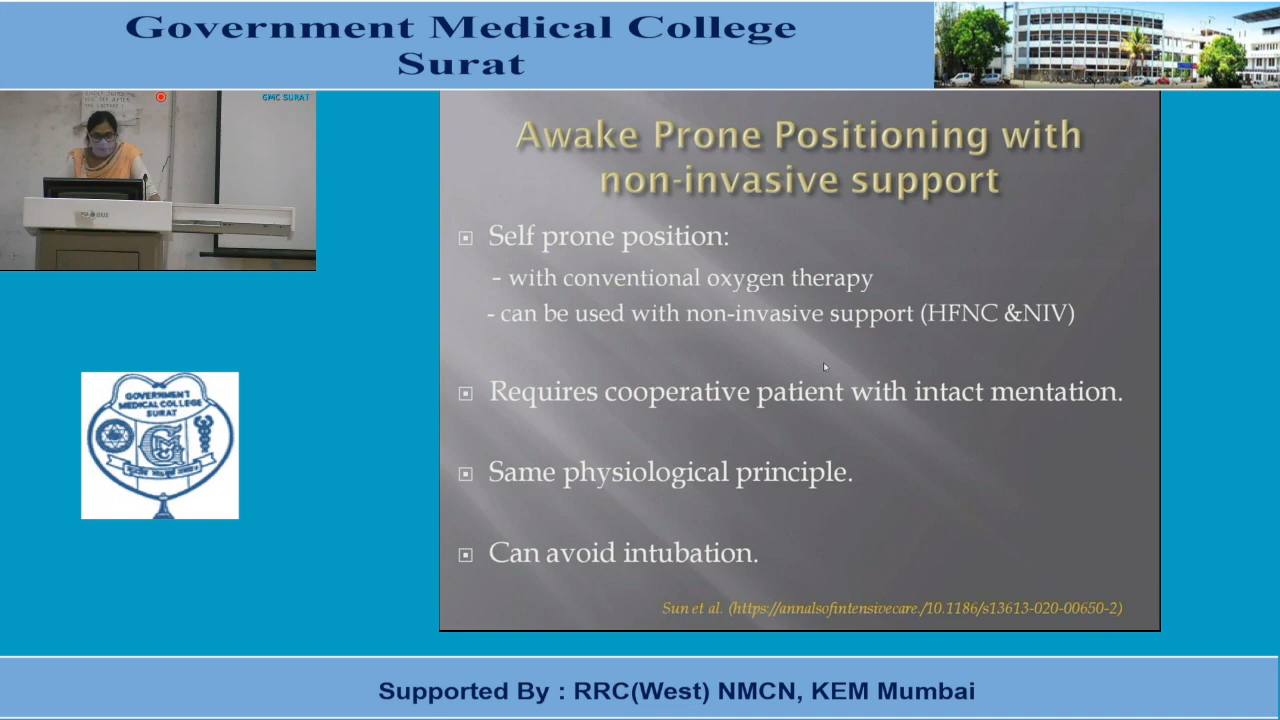 Government Medical College
Surat
GMC SURAT
Awake Prone Positioning with
non-invasive support
Self prone position:
- with conventional oxygen therapy
- can be used with non-invasive support (HFNC &NIV)
Requires cooperative patient with intact mentation.
Same physiological principle.
Can avoid intubation.
Sun et al. (https://annalsofintensivecare./10.1186/s13613-020-00650-2)
GOVERNMENT
MEDICAL COLLEGE
SURAT
Supported By : RRC(West) NMCN, KEM Mumbai